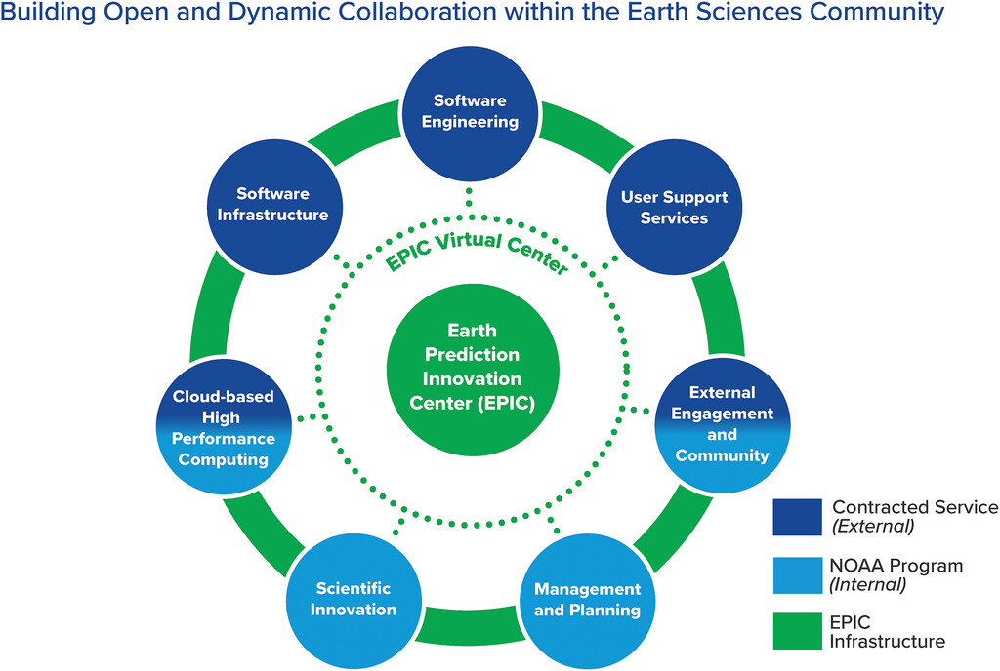 Building Open and Dynamic Collaboration within the Earth Sciences Community
Software
Engineering
Software
Infrastructure
User Support
Services
EPIC Virtual Center
Earth
Prediction
Innovation
Center (EPIC)
Cloud-based
High
Performance
Computing
External
Engagement
and
Community
Scientific
Innovation
Management
and Planning
Contracted Service
(External)
NOAA Program
(Internal)
EPIC
Infrastructure